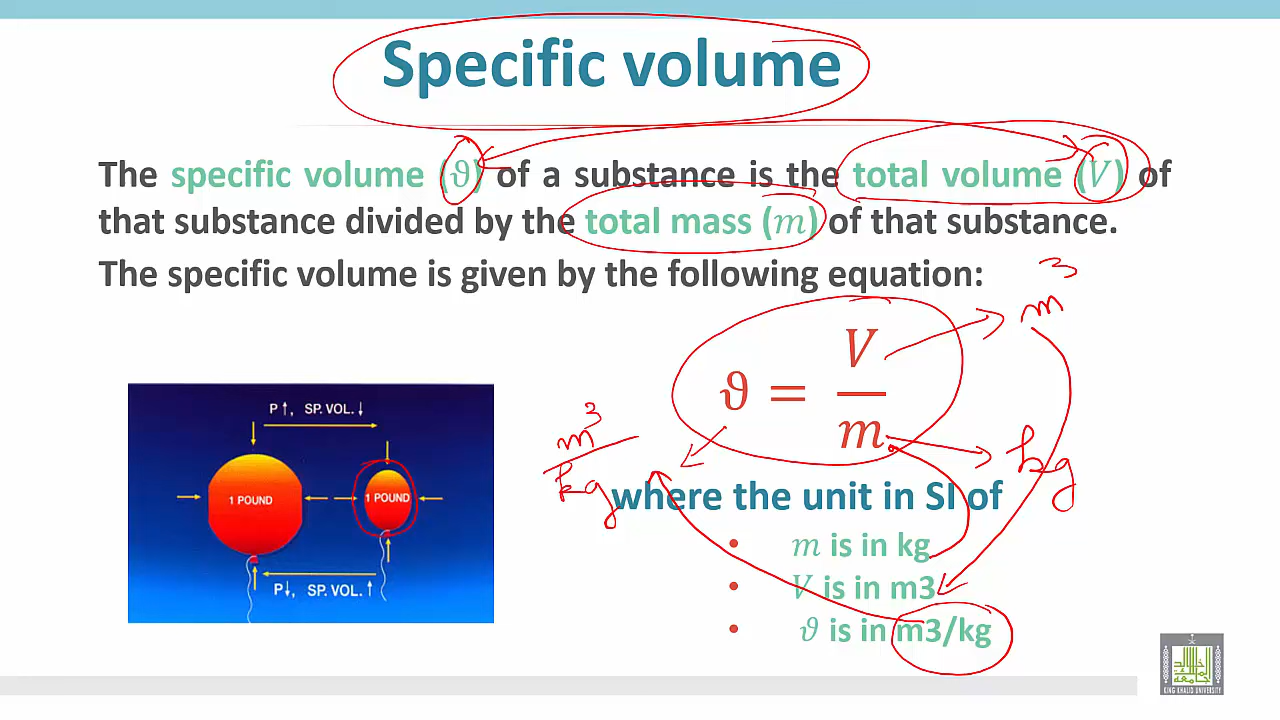 Specific volume
The specific volume (ϑ) of a substance is the total volume (V) of
that substance divided by the total mass (m) of that substance.
The specific volume is given by the following equation:
ϑ = V/m
m³
kg
m³/kg
P↑, SP. VOL.↓
1 POUND
1 POUND
P↓, SP. VOL.↑
where the unit in SI of
• m is in kg
• V is in m3
• ϑ is in m3/kg
KING KHALID UNIVERSITY